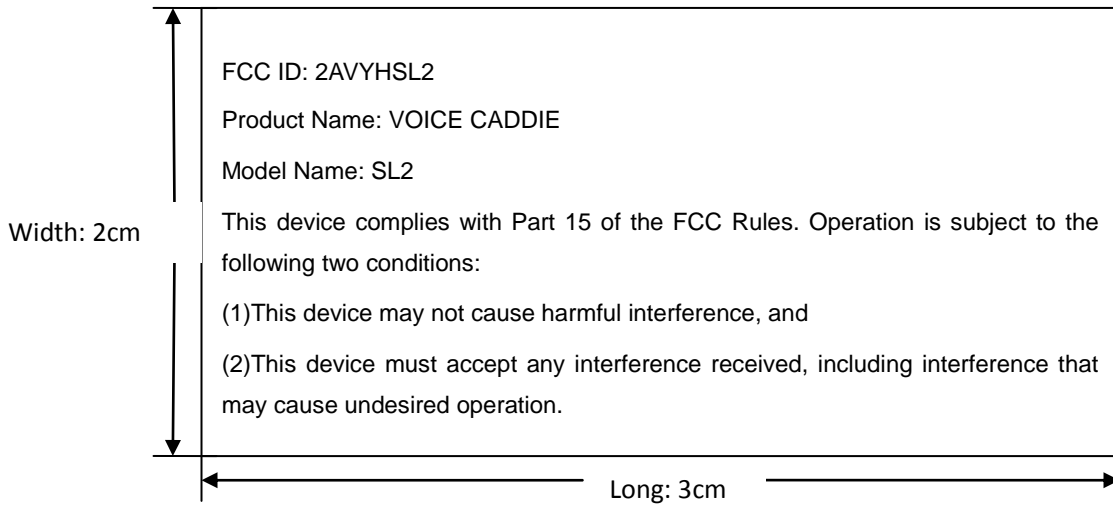 FCC ID: 2AVYHSL2
Product Name: VOICE CADDIE
Model Name: SL2
Width: 2cm
This device complies with Part 15 of the FCC Rules. Operation is subject to the
following two conditions:
(1)This device may not cause harmful interference, and
(2)This device must accept any interference received, including interference that
may cause undesired operation.
Long: 3cm